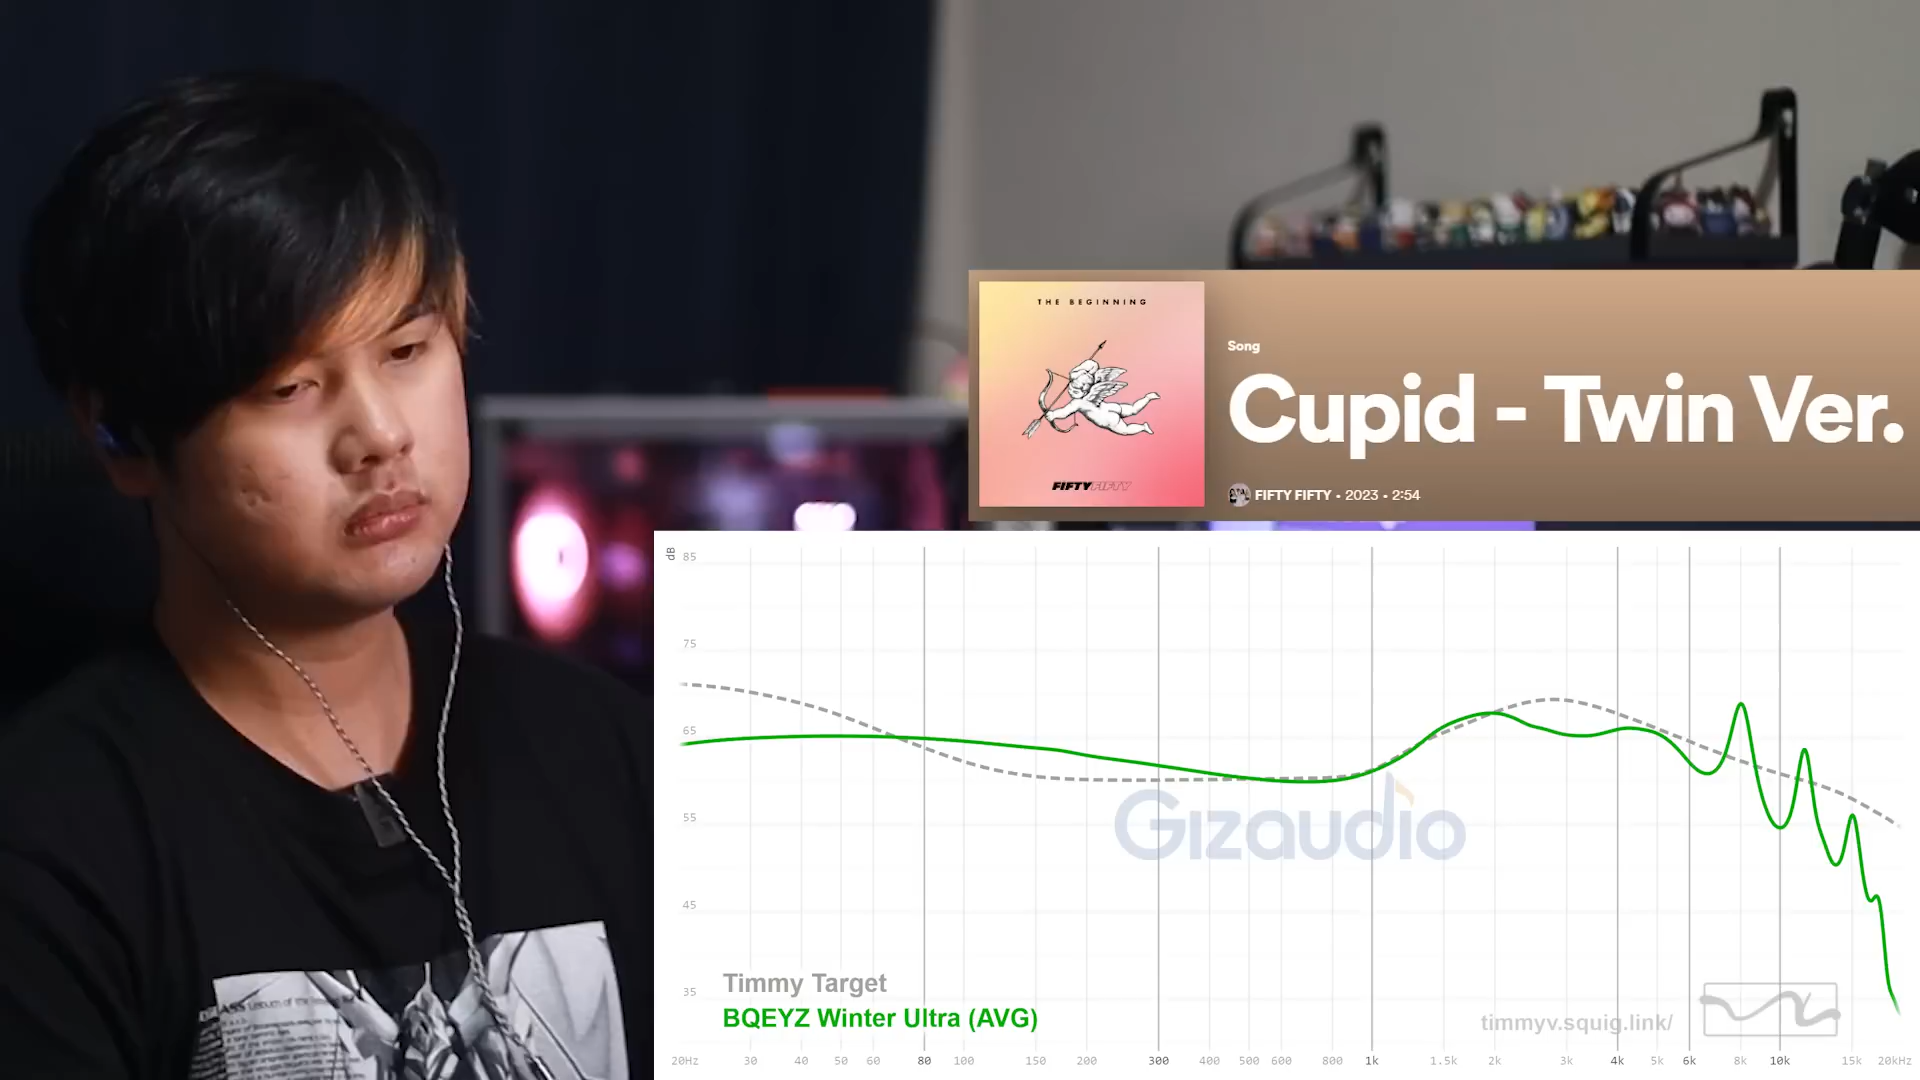 THE BEGINNING
FIFTYFIFTY
Song
Cupid - Twin Ver.
FIFTY FIFTY • 2023 • 2:54
dB
85
75
65
55
45
35
Gizaudio
Timmy Target
BQEYZ Winter Ultra (AVG)
timmyv.squig.link/
20Hz 30 40 50 60 80 100 150 200 300 400 500 600 800 1k 1.5k 2k 3k 4k 5k 6k 8k 10k 15k 20kHz